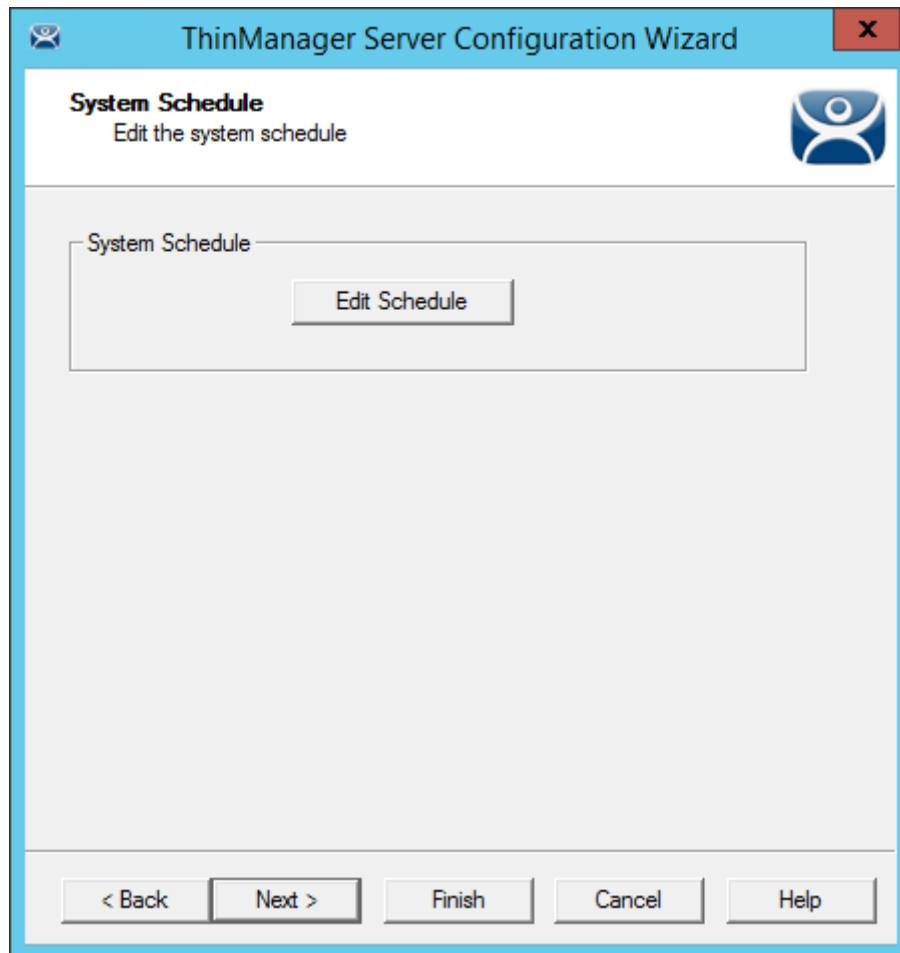 ThinManager Server Configuration Wizard
x
System Schedule
Edit the system schedule
System Schedule
Edit Schedule
< Back Next > Finish Cancel Help